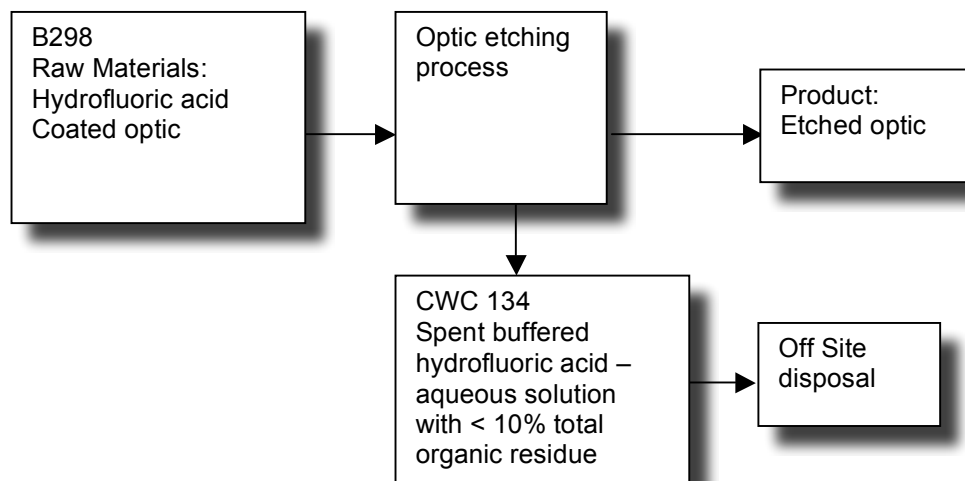 B298
Raw Materials:
Hydrofluoric acid
Coated optic
Optic etching
process
Product:
Etched optic
CWC 134
Spent buffered
hydrofluoric acid –
aqueous solution
with < 10% total
organic residue
Off Site
disposal